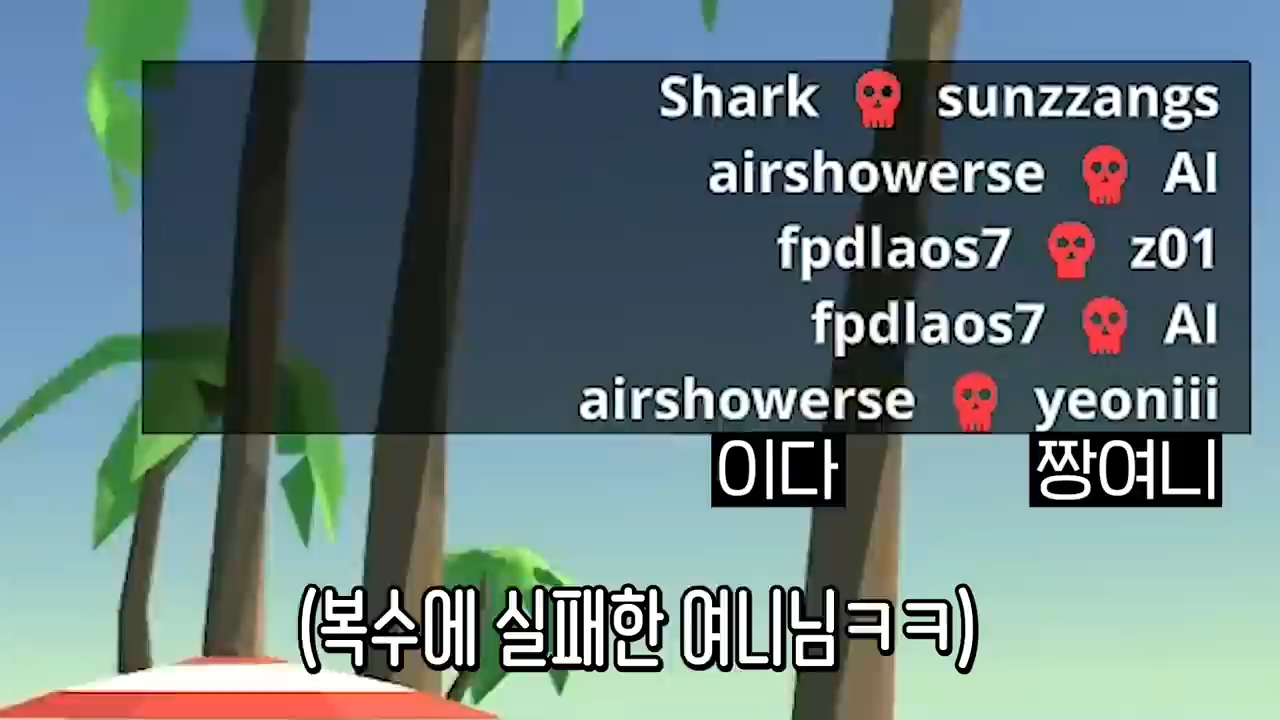 Shark sunzzangs
airshowerse AI
fpdlaos7 z01
fpdlaos7 AI
airshowerse yeoniii
이다 짱여니
(복수에 실패한 여니님ㅋㅋ)